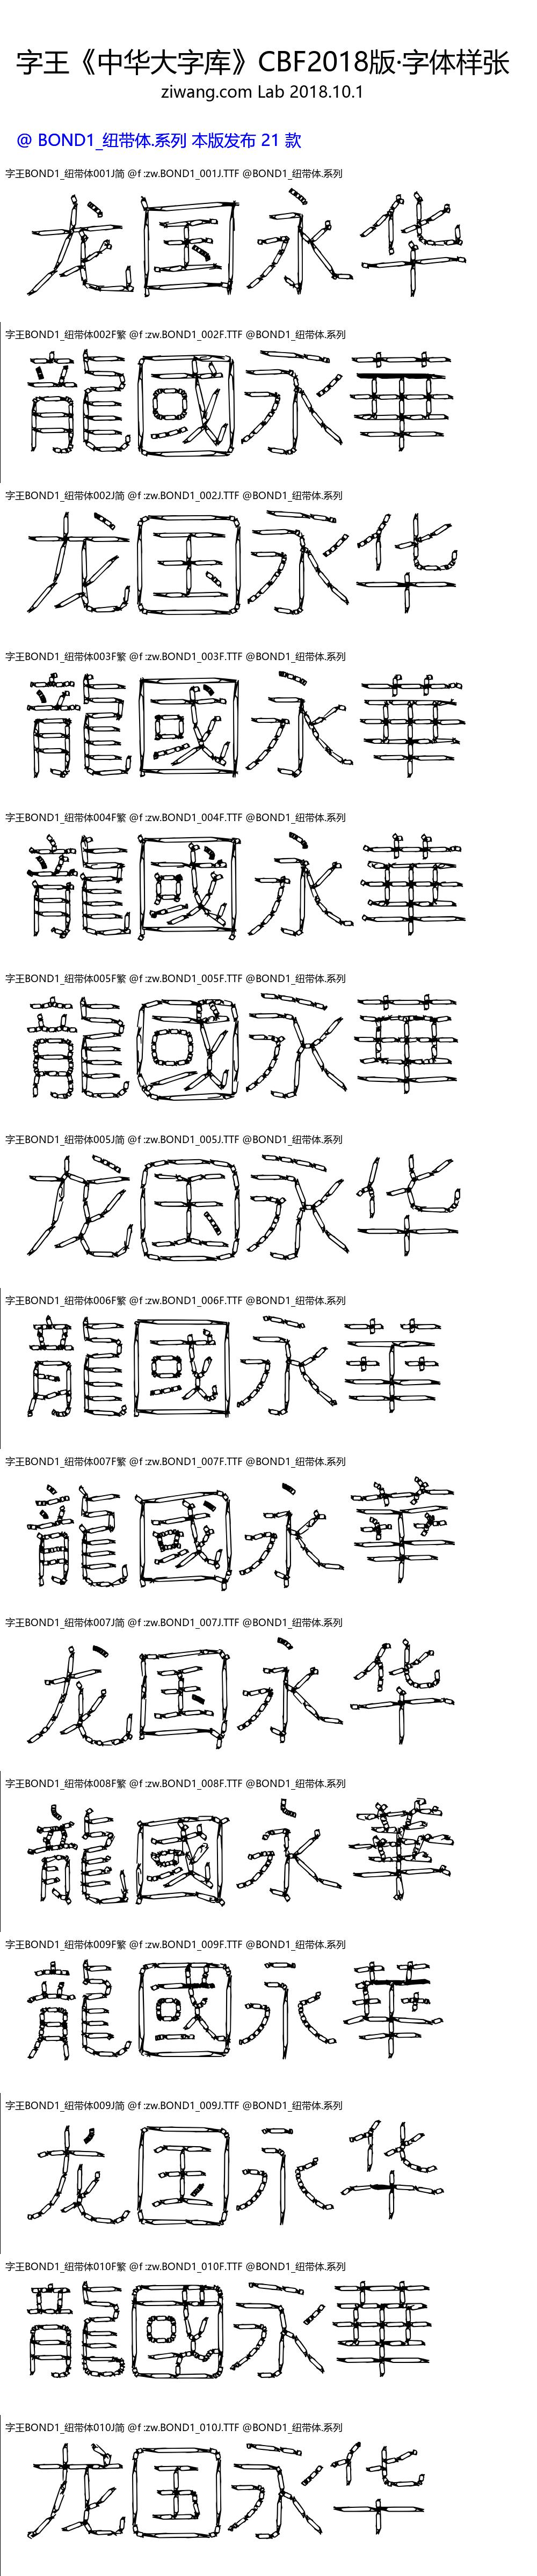 字王《中华大字库》CBF2018版·字体样张
ziwang.com Lab 2018.10.1
@ BOND1_纽带体.系列 本版发布 21 款
字王BOND1_纽带体001J简 @f :zw.BOND1_001J.TTF @BOND1_纽带体.系列
龙国永华
字王BOND1_纽带体002F繁 @f :zw.BOND1_002F.TTF @BOND1_纽带体.系列
龍國永華
字王BOND1_纽带体002J简 @f :zw.BOND1_002J.TTF @BOND1_纽带体.系列
龙国永华
字王BOND1_纽带体003F繁 @f :zw.BOND1_003F.TTF @BOND1_纽带体.系列
龍國永華
字王BOND1_纽带体004F繁 @f :zw.BOND1_004F.TTF @BOND1_纽带体.系列
龍國永華
字王BOND1_纽带体005F繁 @f :zw.BOND1_005F.TTF @BOND1_纽带体.系列
龍國永華
字王BOND1_纽带体005J简 @f :zw.BOND1_005J.TTF @BOND1_纽带体.系列
龙国永华
字王BOND1_纽带体006F繁 @f :zw.BOND1_006F.TTF @BOND1_纽带体.系列
龍國永華
字王BOND1_纽带体007F繁 @f :zw.BOND1_007F.TTF @BOND1_纽带体.系列
龍國永華
字王BOND1_纽带体007J简 @f :zw.BOND1_007J.TTF @BOND1_纽带体.系列
龙国永华
字王BOND1_纽带体008F繁 @f :zw.BOND1_008F.TTF @BOND1_纽带体.系列
龍國永華
字王BOND1_纽带体009F繁 @f :zw.BOND1_009F.TTF @BOND1_纽带体.系列
龍國永華
字王BOND1_纽带体009J简 @f :zw.BOND1_009J.TTF @BOND1_纽带体.系列
龙国永华
字王BOND1_纽带体010F繁 @f :zw.BOND1_010F.TTF @BOND1_纽带体.系列
龍國永華
字王BOND1_纽带体010J简 @f :zw.BOND1_010J.TTF @BOND1_纽带体.系列
龙国永华